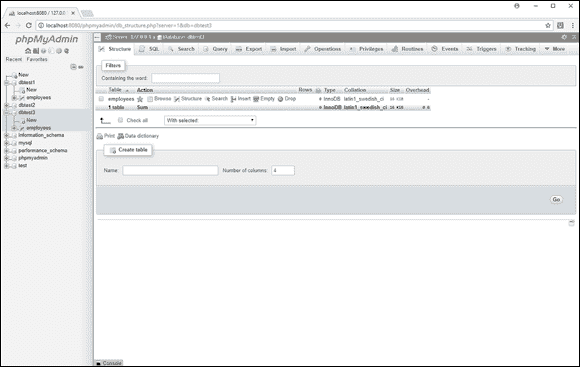 localhost:8080 / 127.0.0
localhost:8080/phpmyadmin/db_structure.php?server=1&db=dbtest3
phpMyAdmin
Recent Favorites
New
dbtest1
New
employees
dbtest2
dbtest3
New
employees
information_schema
mysql
performance_schema
phpmyadmin
test
Structure SQL Search Query Export Import Operations Privileges Routines Events Triggers Tracking More
Filters
Containing the word:
Table Action Rows Type Collation Size Overhead
employees Browse Structure Search Insert Empty Drop InnoDB latin1_swedish_ci
1 table Sum InnoDB latin1_swedish_ci
Check all With selected:
Print Data dictionary
Create table
Name: Number of columns: 4
Go
Console